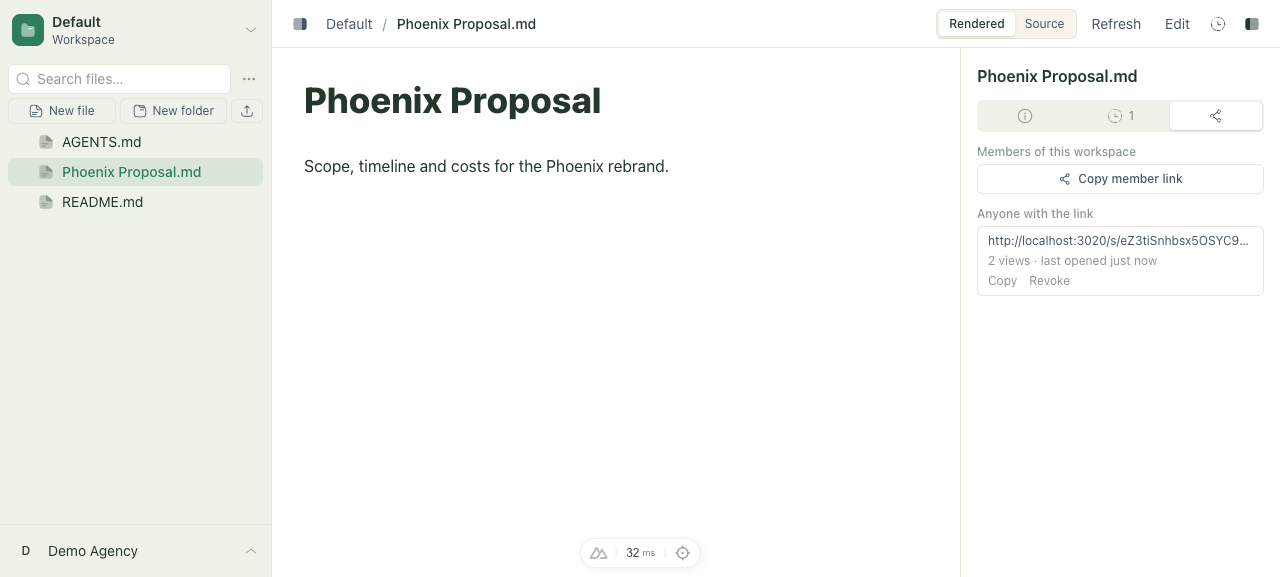 Default
Workspace
Search files...
New file
New folder
AGENTS.md
Phoenix Proposal.md
README.md
D
Demo Agency
Default / Phoenix Proposal.md
Rendered
Source
Refresh
Edit
Phoenix Proposal
Scope, timeline and costs for the Phoenix rebrand.
32 ms
Phoenix Proposal.md
1
Members of this workspace
Copy member link
Anyone with the link
http://localhost:3020/s/eZ3tiSnhbsx5OSYC9...
2 views · last opened just now
Copy Revoke